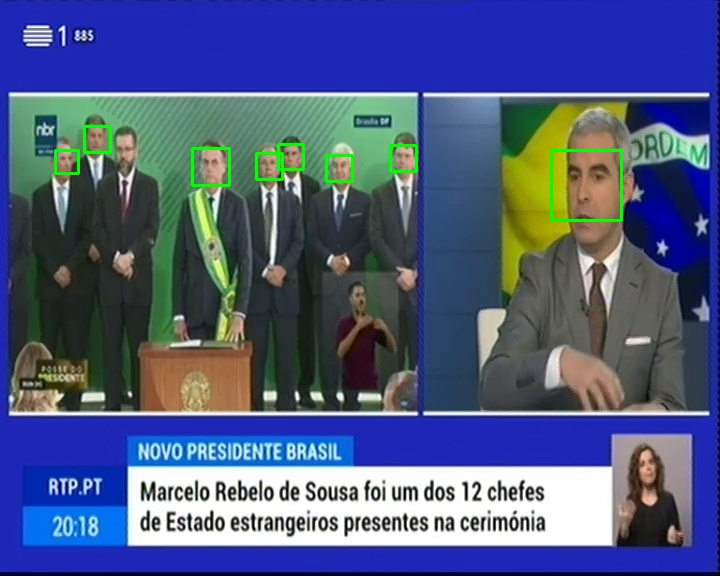 1 885
nbr
Brasília DF
ORDEM
POSSE DO
PRESIDENTE
NOVO PRESIDENTE BRASIL
RTP.PT
Marcelo Rebelo de Sousa foi um dos 12 chefes
20:18
de Estado estrangeiros presentes na cerimónia